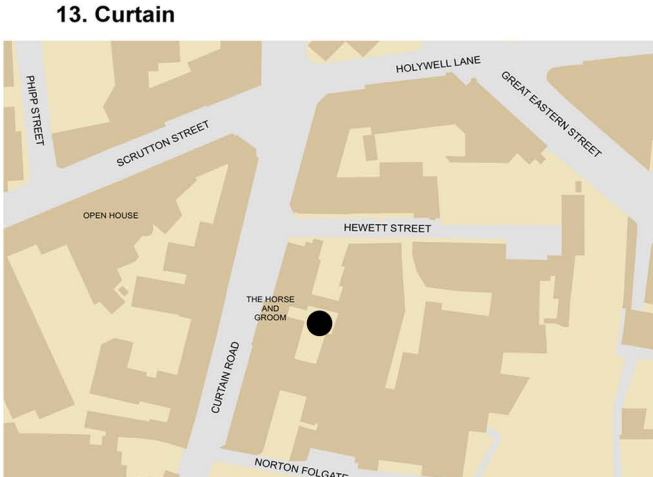 13. Curtain
HOLYWELL LANE
PHIPP STREET
GREAT EASTERN STREET
SCRUTTON STREET
OPEN HOUSE
HEWETT STREET
THE HORSE
AND
GROOM
CURTAIN ROAD
NORTON FOLGATE